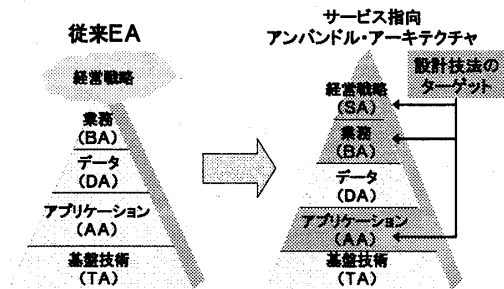 従来EA
経営戦略
業務
(BA)
データ
(DA)
アプリケーション
(AA)
基盤技術
(TA)
サービス指向
アンバンドル・アーキテクチャ
設計技法の
ターゲット
経営戦略
(SA)
業務
(BA)
データ
(DA)
アプリケーション
(AA)
基盤技術
(TA)